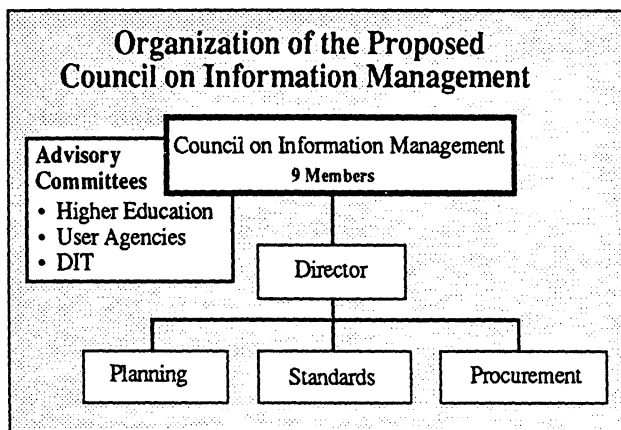 Organization of the Proposed
Council on Information Management
Council on Information Management
9 Members
Advisory
Committees
• Higher Education
• User Agencies
• DIT
Director
Planning
Standards
Procurement